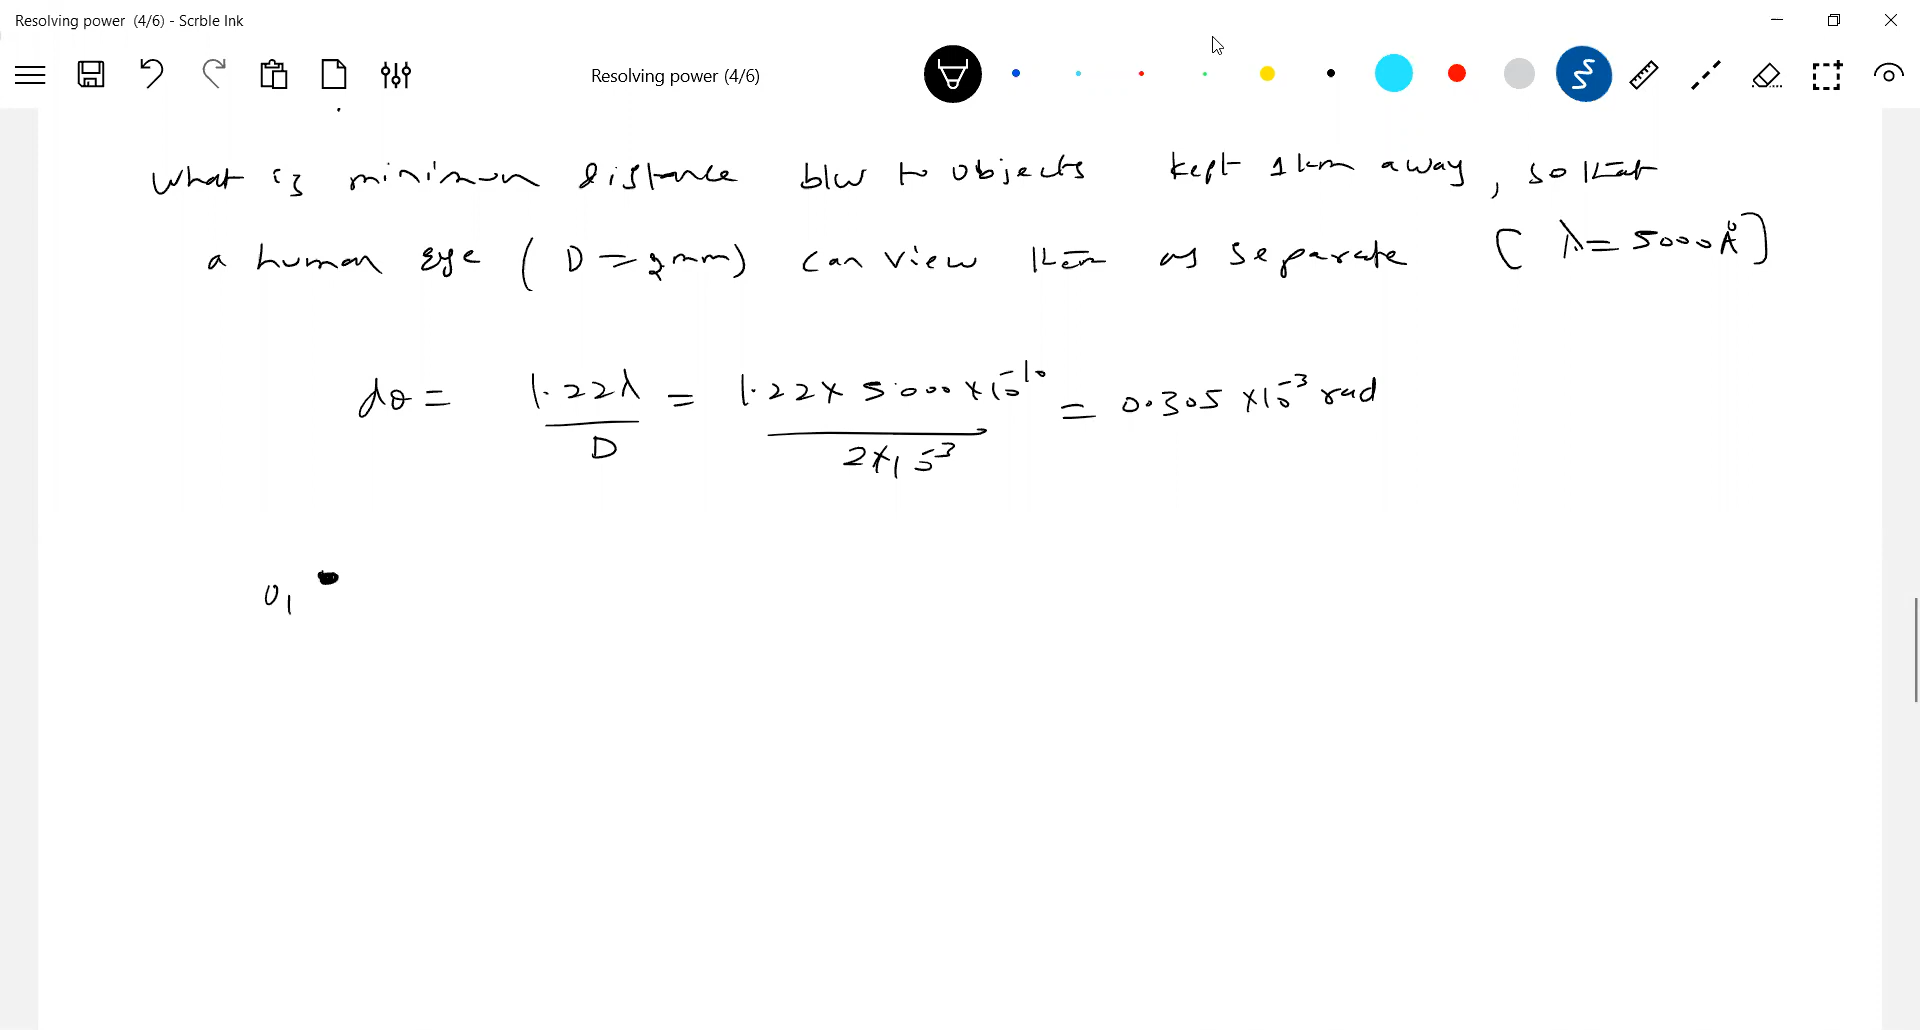 Resolving power (4/6) - Scrble Ink
Resolving power (4/6)
What is minimum distance b/w to objects kept 1 km away, so that
a human eye ( D = 2mm) can view them as separate [ λ = 5000 Å ]
dθ = 1.22λ / D = 1.22 × 5000 × 10⁻¹⁰ / 2×10⁻³ = 0.305 × 10⁻³ rad
O₁